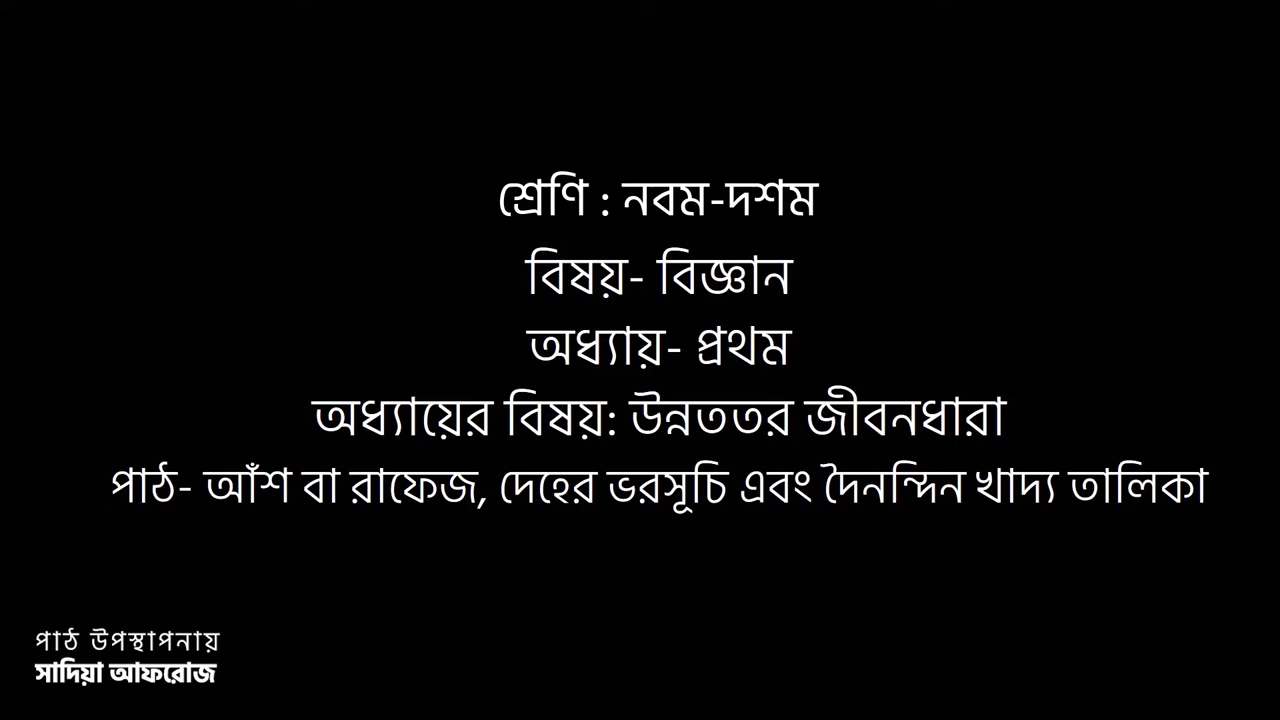 শ্রেণি : নবম-দশম
বিষয়- বিজ্ঞান
অধ্যায়- প্রথম
অধ্যায়ের বিষয়: উন্নততর জীবনধারা
পাঠ- আঁশ বা রাফেজ, দেহের ভরসূচি এবং দৈনন্দিন খাদ্য তালিকা
পাঠ উপস্থাপনায়
সাদিয়া আফরোজ